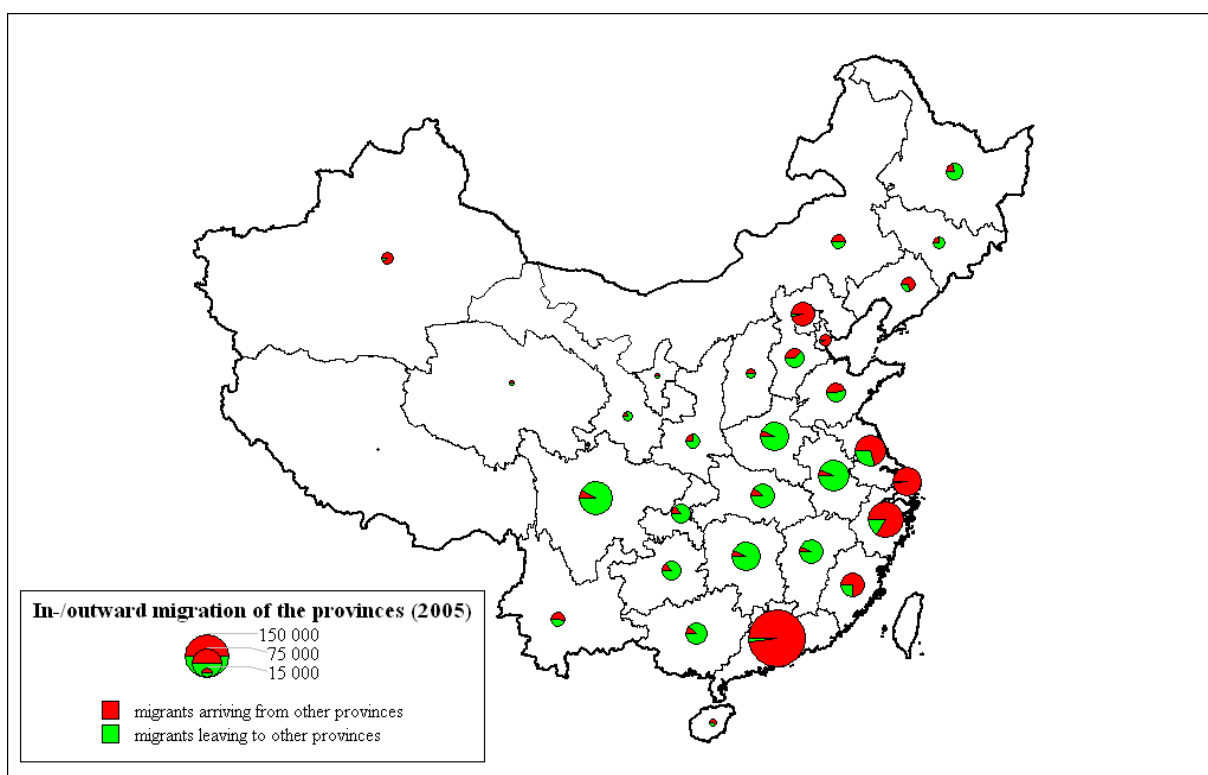 In-/outward migration of the provinces (2005)
150 000
75 000
15 000
migrants arriving from other provinces
migrants leaving to other provinces